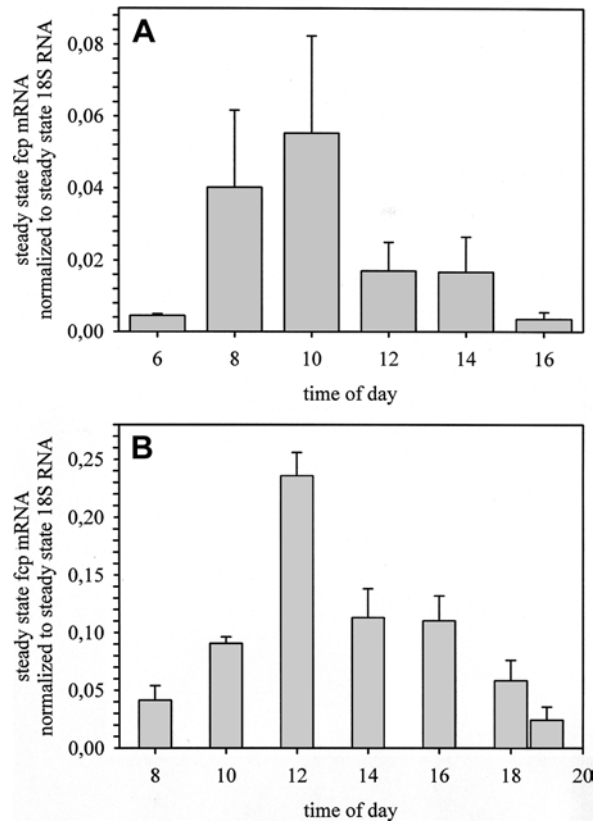 A
steady state fcp mRNA
normalized to steady state 18S RNA
0,08
0,06
0,04
0,02
0,00
6 8 10 12 14 16
time of day
B
steady state fcp mRNA
normalized to steady state 18S RNA
0,25
0,20
0,15
0,10
0,05
0,00
8 10 12 14 16 18 20
time of day